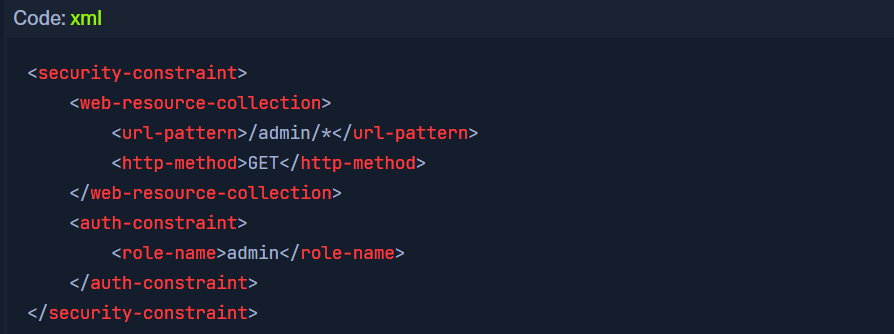 Code: xml
<security-constraint>
    <web-resource-collection>
        <url-pattern>/admin/*</url-pattern>
        <http-method>GET</http-method>
    </web-resource-collection>
    <auth-constraint>
        <role-name>admin</role-name>
    </auth-constraint>
</security-constraint>